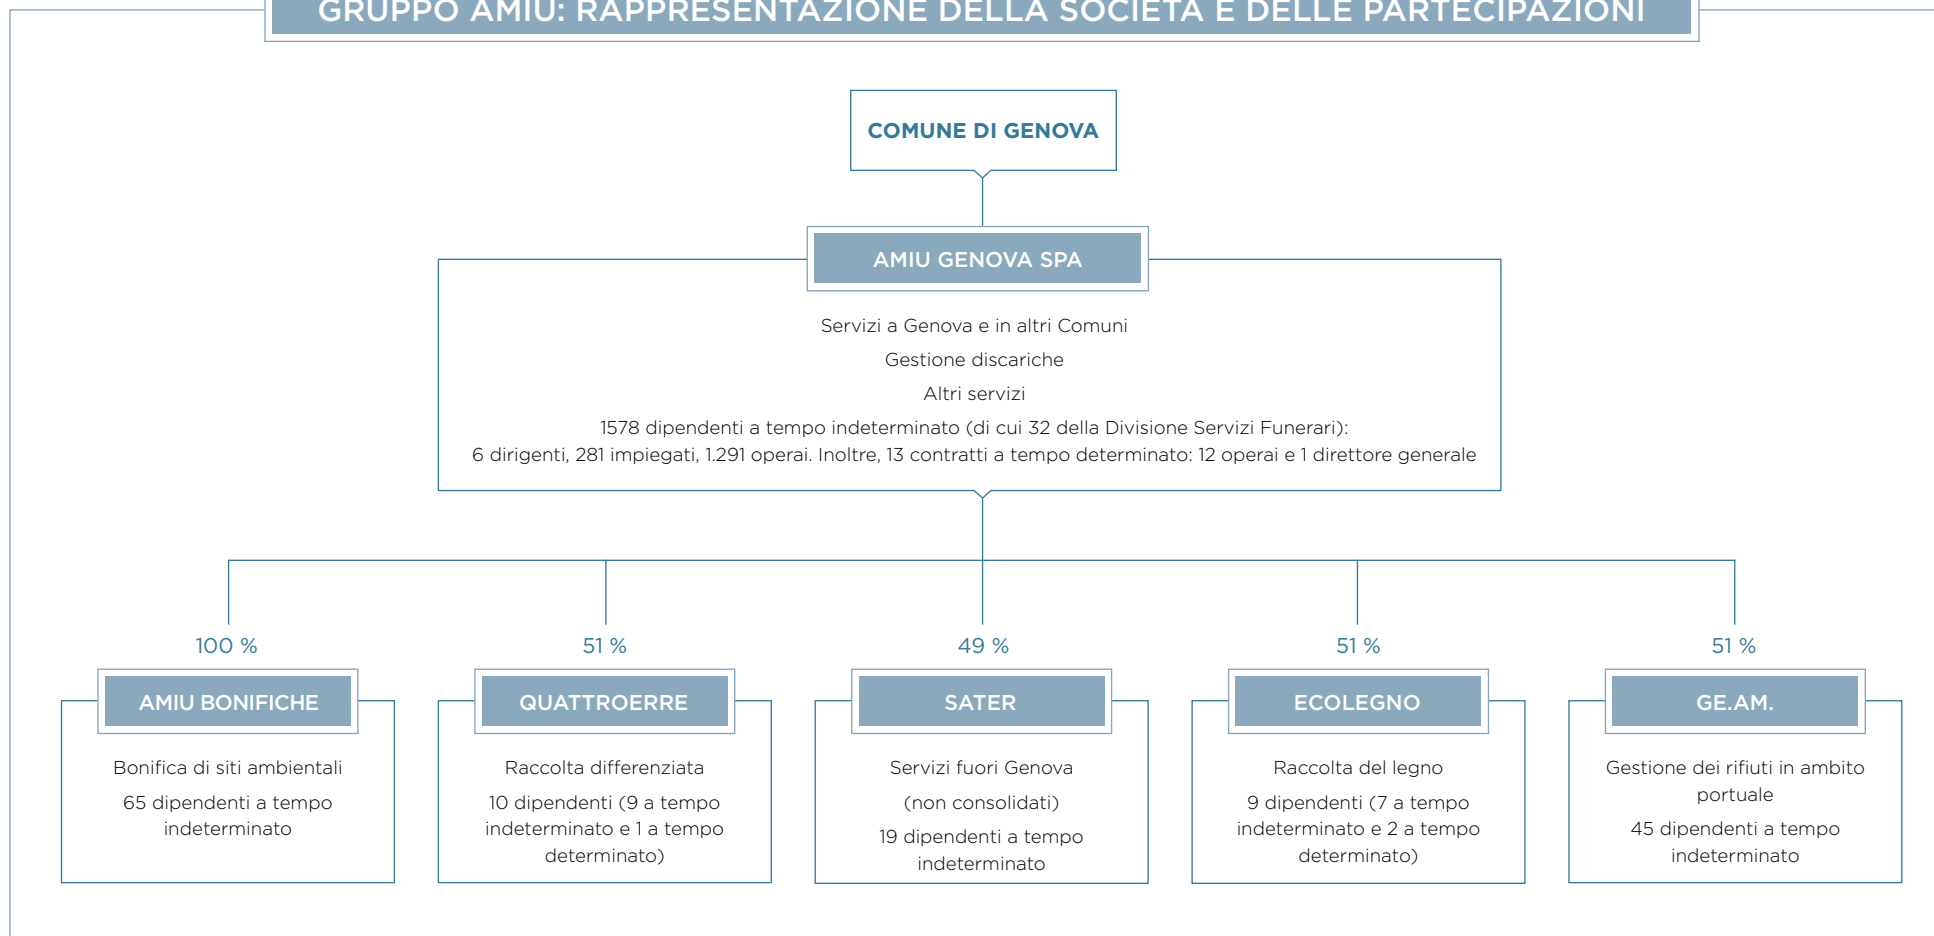 GRUPPO AMIU: RAPPRESENTAZIONE DELLA SOCIETÀ E DELLE PARTECIPAZIONI
COMUNE DI GENOVA
AMIU GENOVA SPA
Servizi a Genova e in altri Comuni
Gestione discariche
Altri servizi
1578 dipendenti a tempo indeterminato (di cui 32 della Divisione Servizi Funerari):
6 dirigenti, 281 impiegati, 1.291 operai. Inoltre, 13 contratti a tempo determinato: 12 operai e 1 direttore generale
100 %
AMIU BONIFICHE
Bonifica di siti ambientali
65 dipendenti a tempo
indeterminato
51 %
QUATTROERRE
Raccolta differenziata
10 dipendenti (9 a tempo
indeterminato e 1 a tempo
determinato)
49 %
SATER
Servizi fuori Genova
(non consolidati)
19 dipendenti a tempo
indeterminato
51 %
ECOLEGNO
Raccolta del legno
9 dipendenti (7 a tempo
indeterminato e 2 a tempo
determinato)
51 %
GE.AM.
Gestione dei rifiuti in ambito
portuale
45 dipendenti a tempo
indeterminato